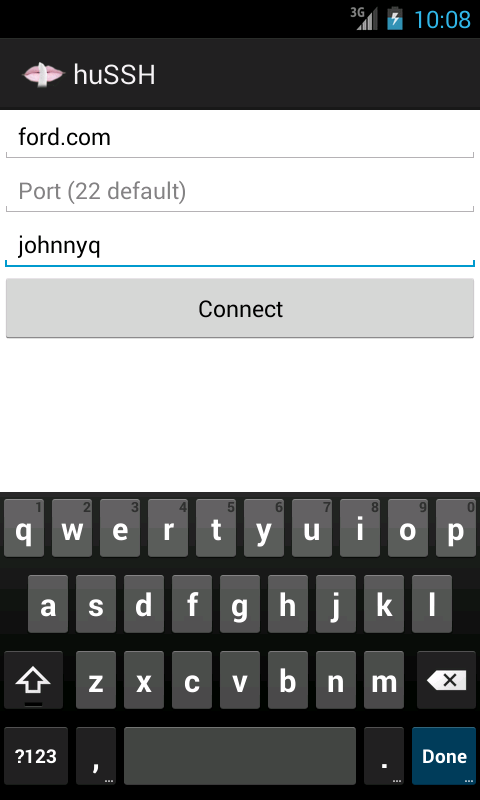 3G 10:08
huSSH
ford.com
Port (22 default)
johnnyq
Connect
1 2 3 4 5 6 7 8 9 0
q w e r t y u i o p
a s d f g h j k l
z x c v b n m
?123 , ... . ... Done ...